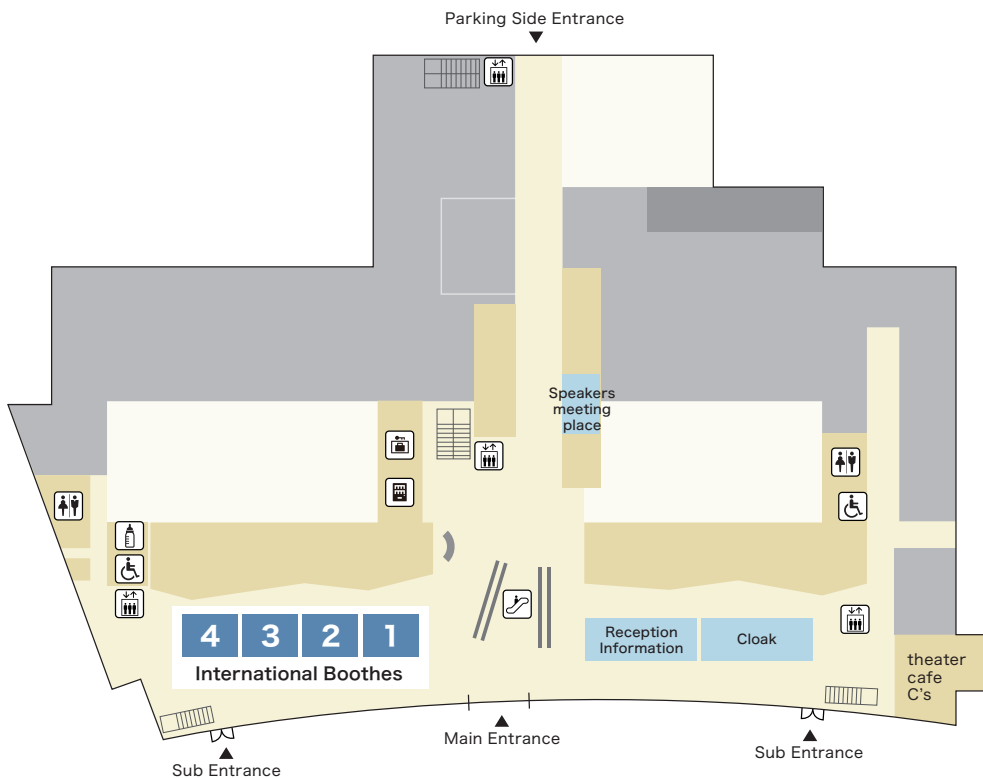 Parking Side Entrance
Speakers
meeting
place
4 3 2 1
International Boothes
Reception
Information
Cloak
theater
cafe
C's
Main Entrance
Sub Entrance
Sub Entrance